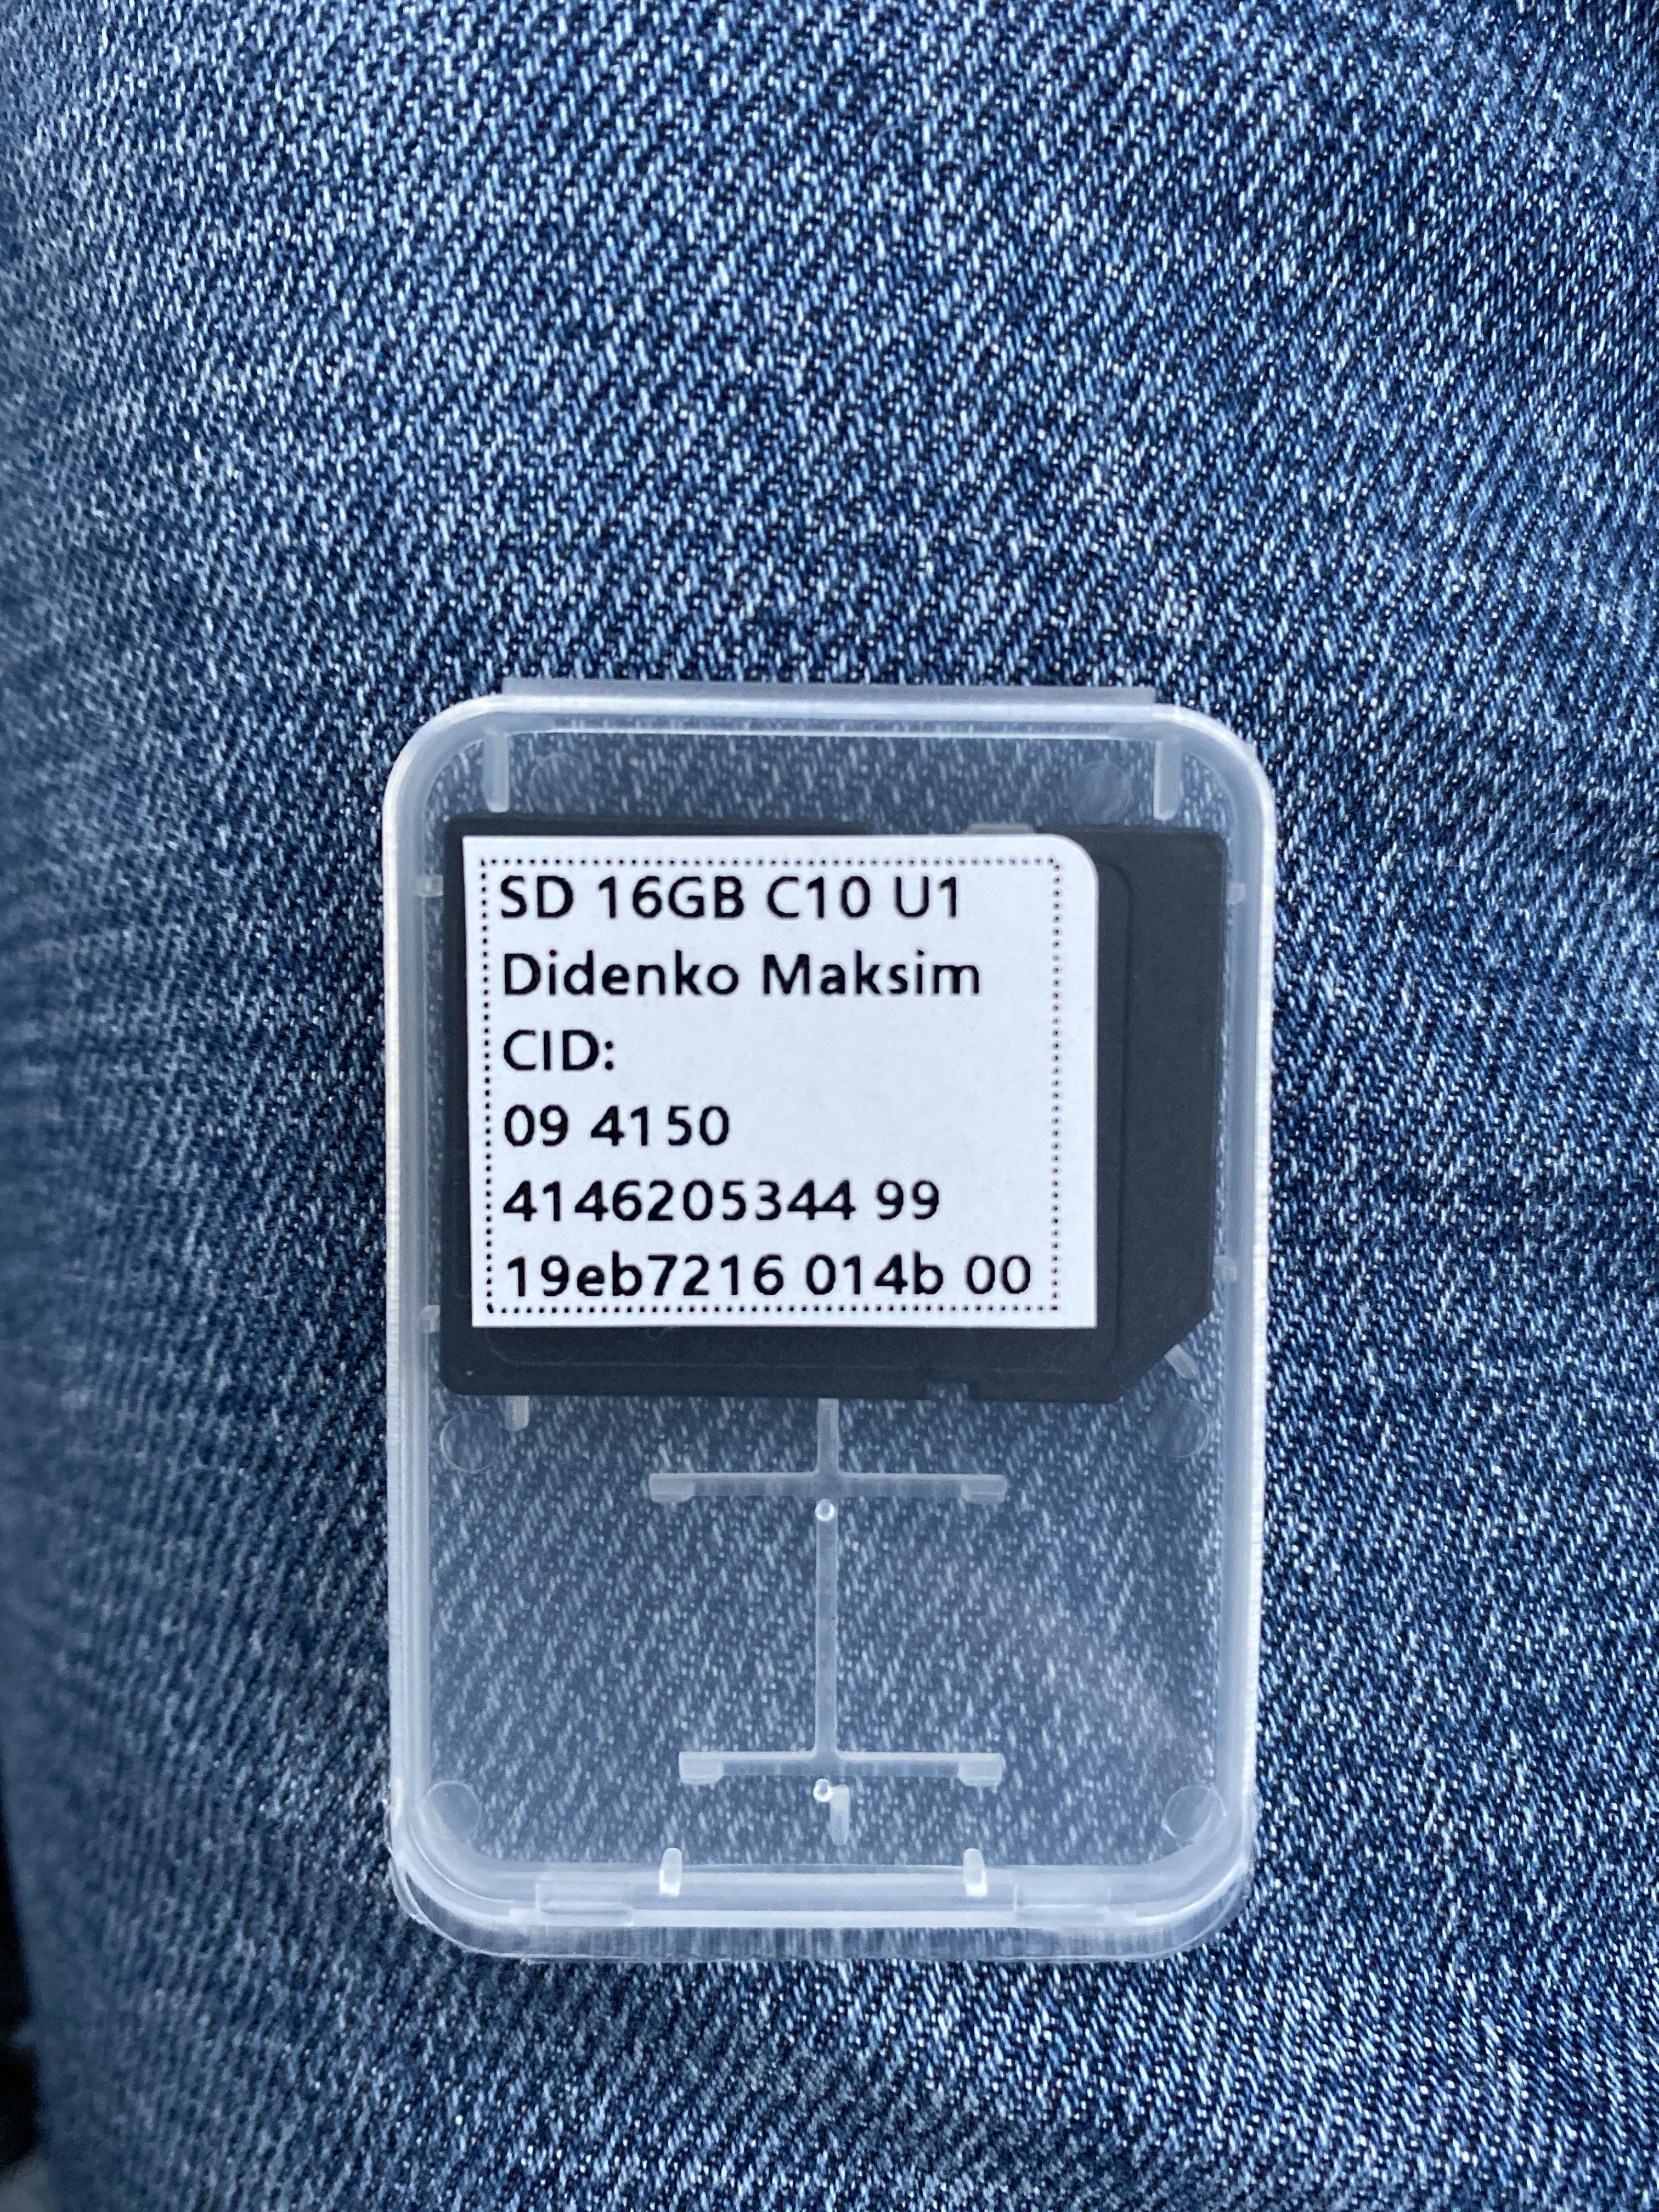 SD 16GB C10 U1
Didenko Maksim
CID:
09 4150
4146205344 99
19eb7216 014b 00